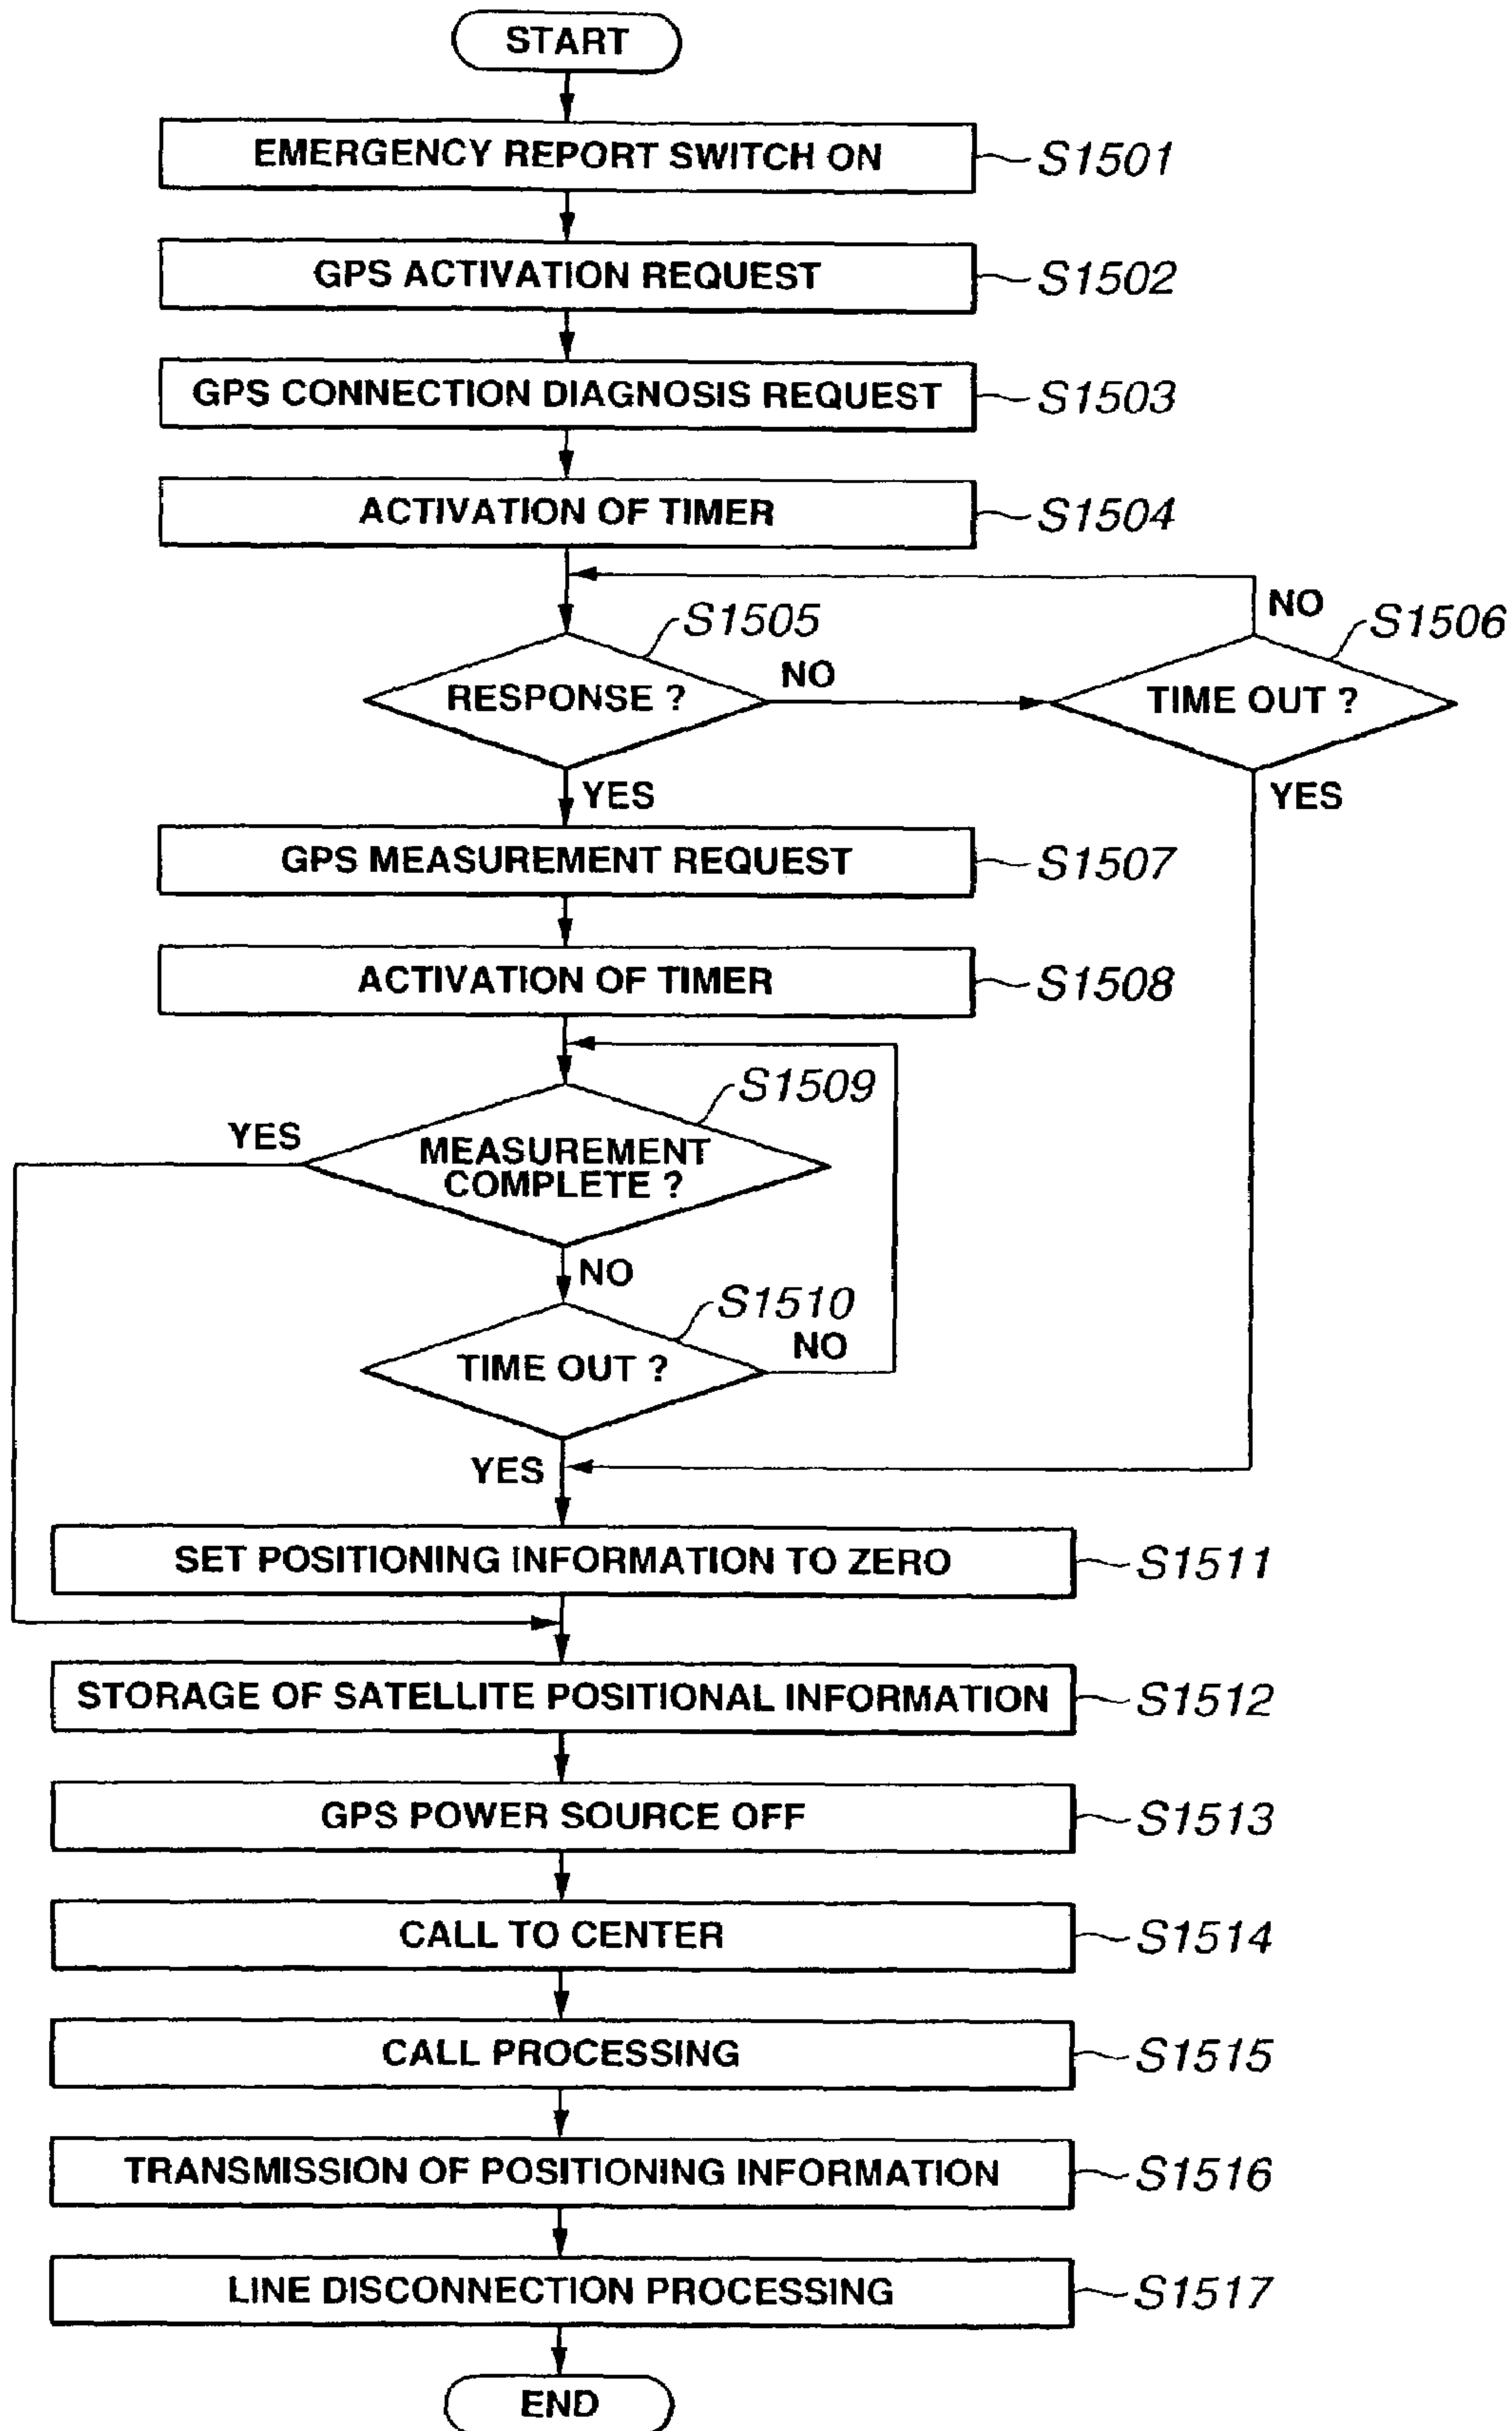 START
EMERGENCY REPORT SWITCH ON
S1501
GPS ACTIVATION REQUEST
S1502
GPS CONNECTION DIAGNOSIS REQUEST
S1503
ACTIVATION OF TIMER
S1504
NO
S1505
S1506
RESPONSE ?
NO
TIME OUT ?
YES
YES
GPS MEASUREMENT REQUEST
S1507
ACTIVATION OF TIMER
S1508
S1509
YES
MEASUREMENT
COMPLETE ?
NO
S1510
NO
TIME OUT ?
YES
SET POSITIONING INFORMATION TO ZERO
S1511
STORAGE OF SATELLITE POSITIONAL INFORMATION
S1512
GPS POWER SOURCE OFF
S1513
CALL TO CENTER
S1514
CALL PROCESSING
S1515
TRANSMISSION OF POSITIONING INFORMATION
S1516
LINE DISCONNECTION PROCESSING
S1517
END